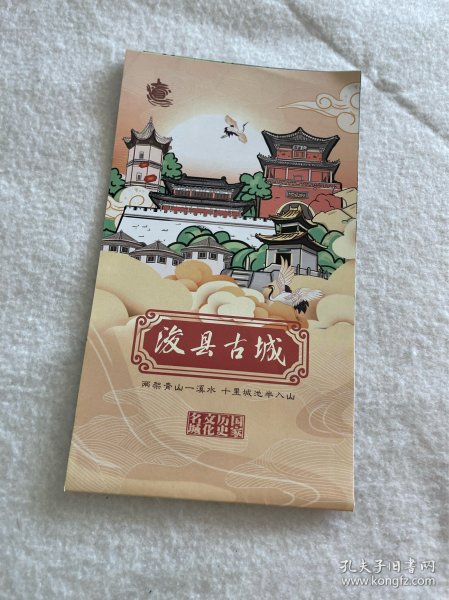 浚县古城
两架青山一溪水 十里城池半入山
国家
历史
文化
名城
孔夫子旧书网
www.kongfz.com